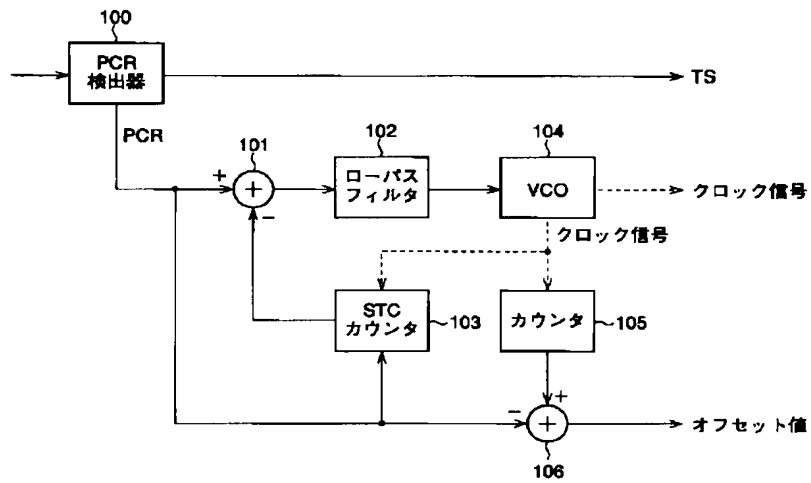 100
PCR
検出器
TS
PCR
101
102
104
+
+
−
ローパス
フィルタ
VCO
クロック信号
クロック信号
STC
カウンタ
103
カウンタ
105
−
+
+
オフセット値
106